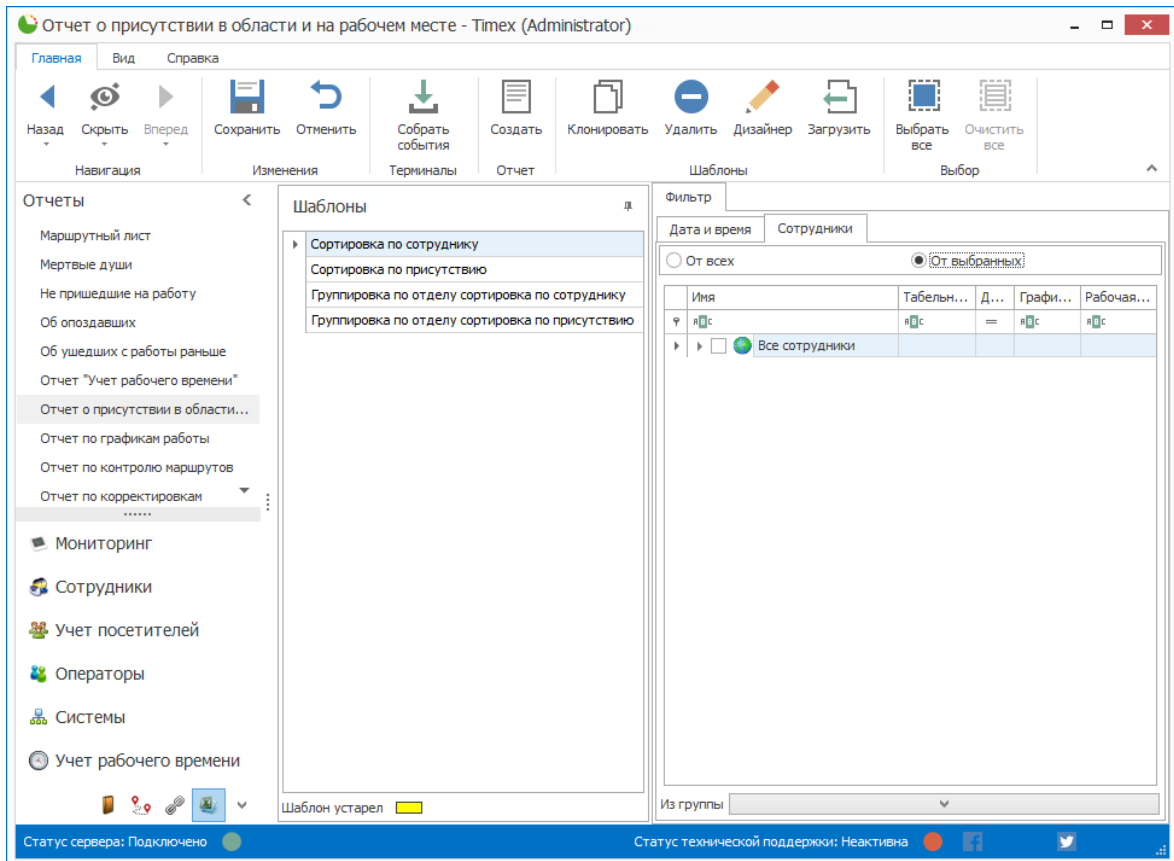 Отчет о присутствии в области и на рабочем месте - Timex (Administrator)
Главная Вид Справка
Назад Скрыть Вперед Сохранить Отменить Собрать события Создать Клонировать Удалить Дизайнер Загрузить Выбрать все Очистить все
Навигация Изменения Терминалы Отчет Шаблоны Выбор
Отчеты
Маршрутный лист
Мертвые души
Не пришедшие на работу
Об опоздавших
Об ушедших с работы раньше
Отчет "Учет рабочего времени"
Отчет о присутствии в области...
Отчет по графикам работы
Отчет по контролю маршрутов
Отчет по корректировкам
Мониторинг
Сотрудники
Учет посетителей
Операторы
Системы
Учет рабочего времени
Шаблоны
Сортировка по сотруднику
Сортировка по присутствию
Группировка по отделу сортировка по сотруднику
Группировка по отделу сортировка по присутствию
Шаблон устарел
Фильтр
Дата и время Сотрудники
От всех От выбранных
Имя Табельн... Д... Графи... Рабочая...
Все сотрудники
Из группы
Статус сервера: Подключено Статус технической поддержки: Неактивна